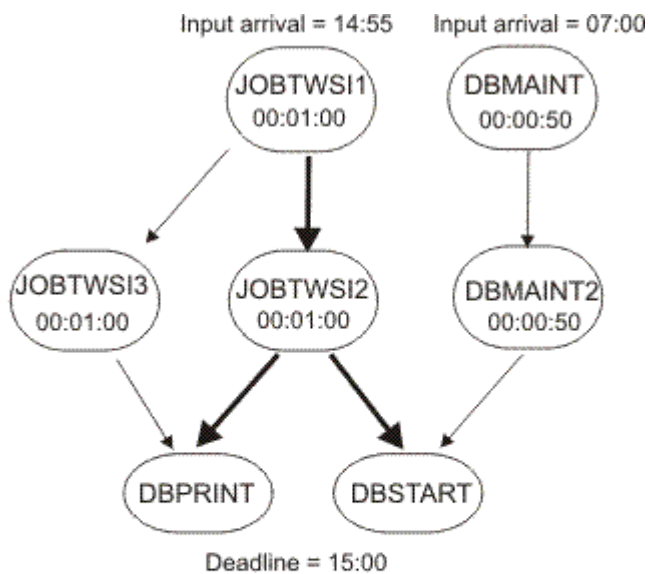 Input arrival = 14:55
Input arrival = 07:00
JOBTWSI1
00:01:00
DBMAINT
00:00:50
JOBTWSI3
00:01:00
JOBTWSI2
00:01:00
DBMAINT2
00:00:50
DBPRINT
DBSTART
Deadline = 15:00